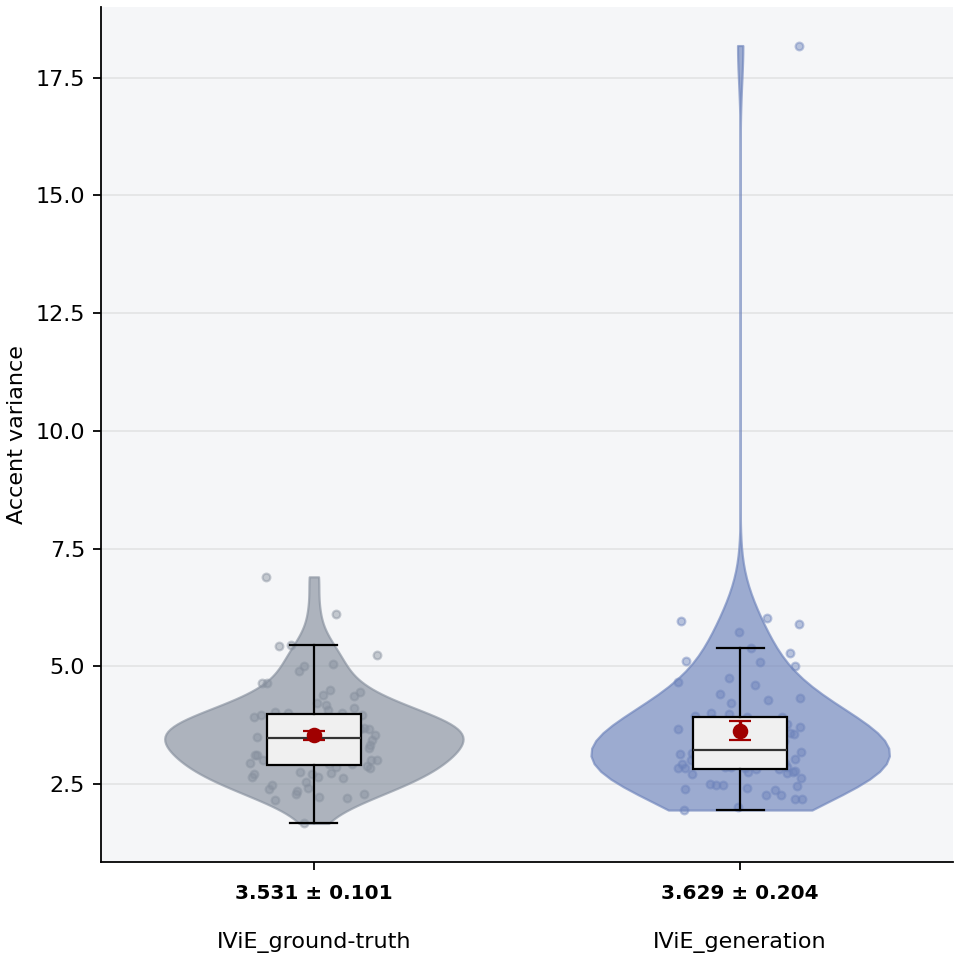 17.5
15.0
12.5
10.0
7.5
5.0
2.5
Accent variance
3.531 ± 0.101
3.629 ± 0.204
IViE_ground-truth
IViE_generation